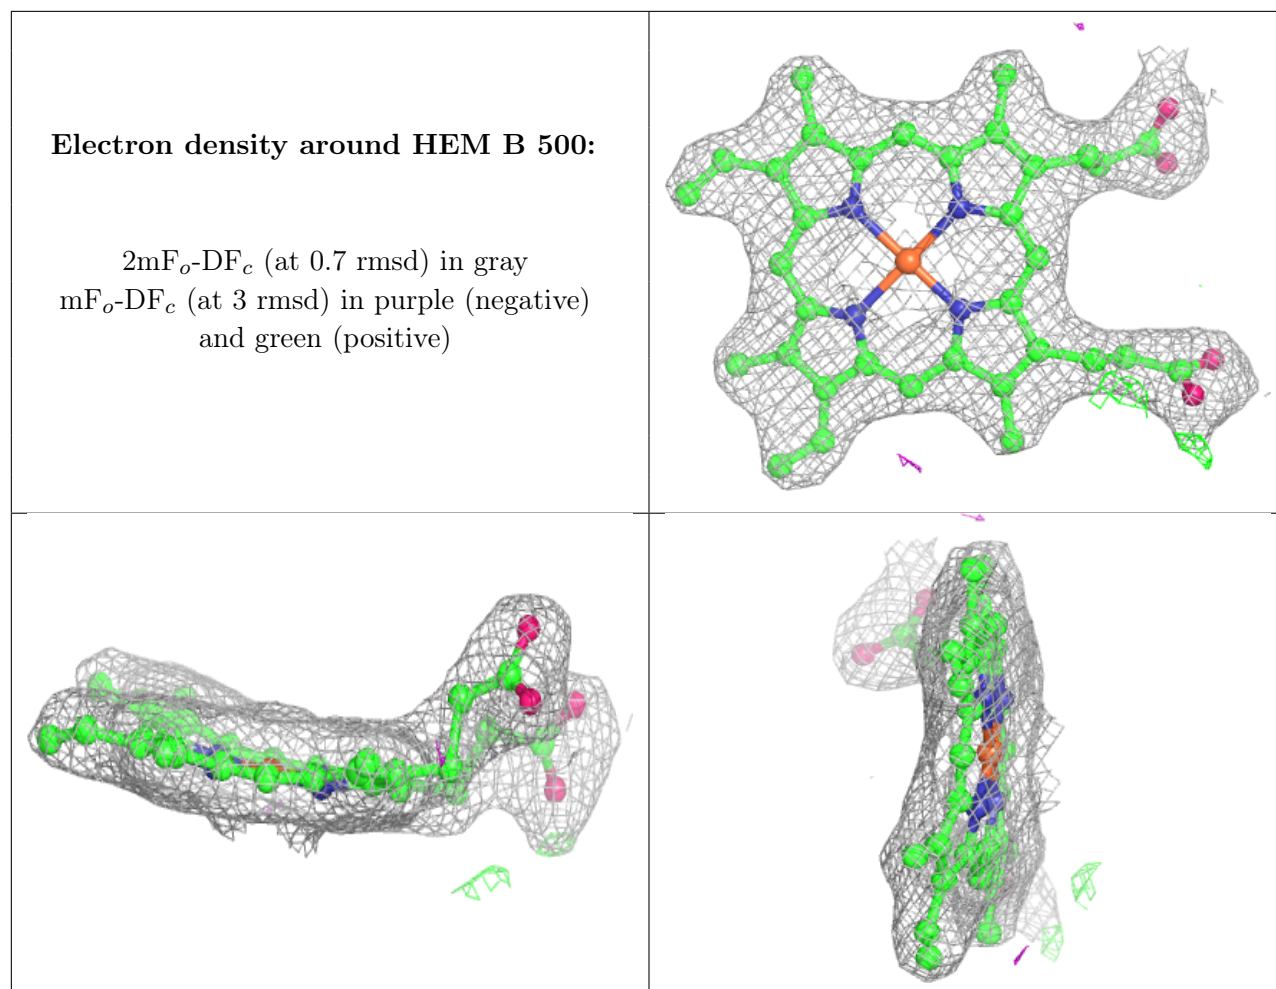 Electron density around HEM B 500:
2mFₒ-DF𝒸 (at 0.7 rmsd) in gray
mFₒ-DF𝒸 (at 3 rmsd) in purple (negative)
and green (positive)